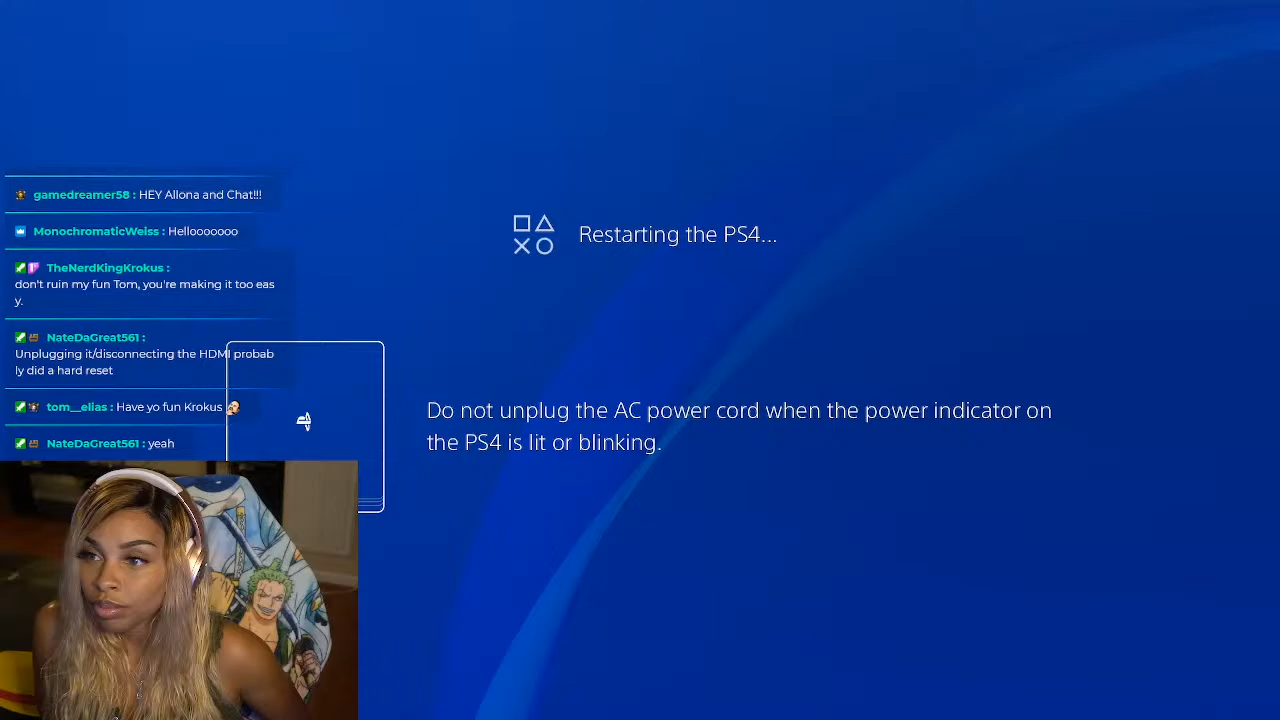 gamedreamer58 : HEY Allona and Chat!!!
MonochromaticWeiss : Hellooooooo
TheNerdKingKrokus :
don't ruin my fun Tom, you're making it too eas
y.
NateDaGreat561 :
Unplugging it/disconnecting the HDMI probab
ly did a hard reset
tom__elias : Have yo fun Krokus
NateDaGreat561 : yeah
Restarting the PS4...
Do not unplug the AC power cord when the power indicator on
the PS4 is lit or blinking.